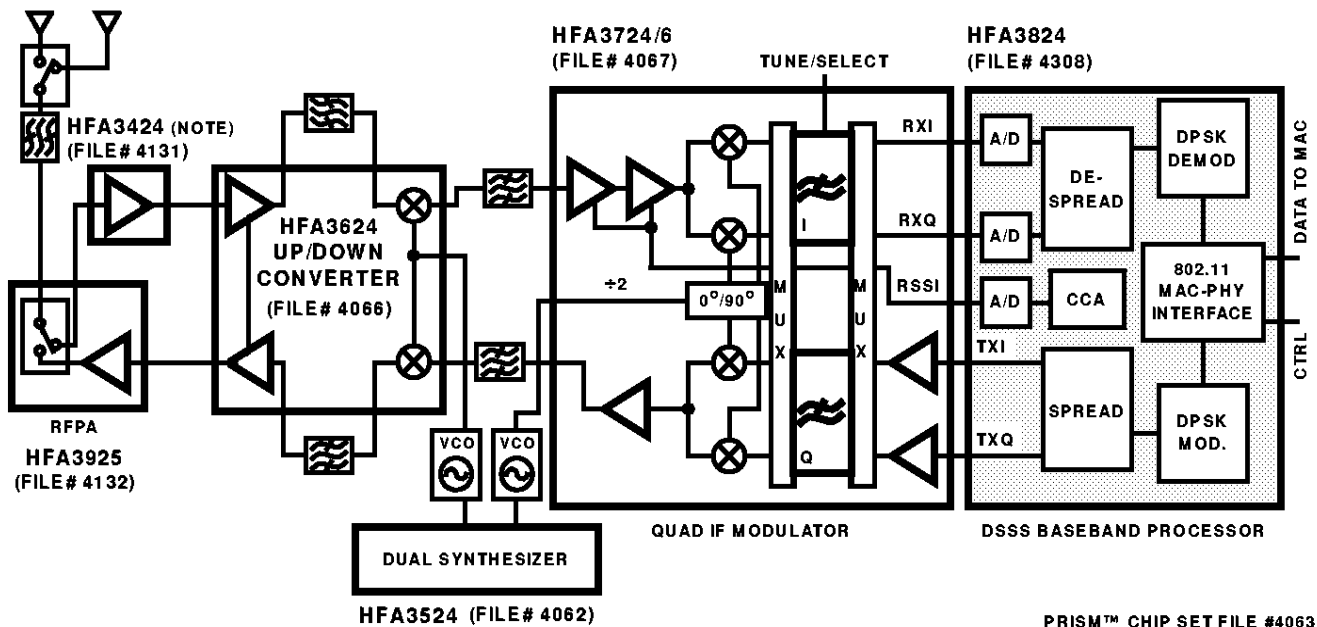 HFA3424 (NOTE)
(FILE# 4131)
HFA3624
UP/DOWN
CONVERTER
(FILE# 4066)
RFPA
HFA3925
(FILE# 4132)
VCO
VCO
DUAL SYNTHESIZER
HFA3524 (FILE# 4062)
HFA3724/6
(FILE# 4067)
TUNE/SELECT
÷2
0°/90°
I
Q
MUX
MUX
QUAD IF MODULATOR
RXI
RXQ
RSSI
TXI
TXQ
HFA3824
(FILE# 4308)
A/D
A/D
A/D
DE-
SPREAD
CCA
SPREAD
DPSK
DEMOD
802.11
MAC-PHY
INTERFACE
DPSK
MOD.
DATA TO MAC
CTRL
DSSS BASEBAND PROCESSOR
PRISM™ CHIP SET FILE #4063